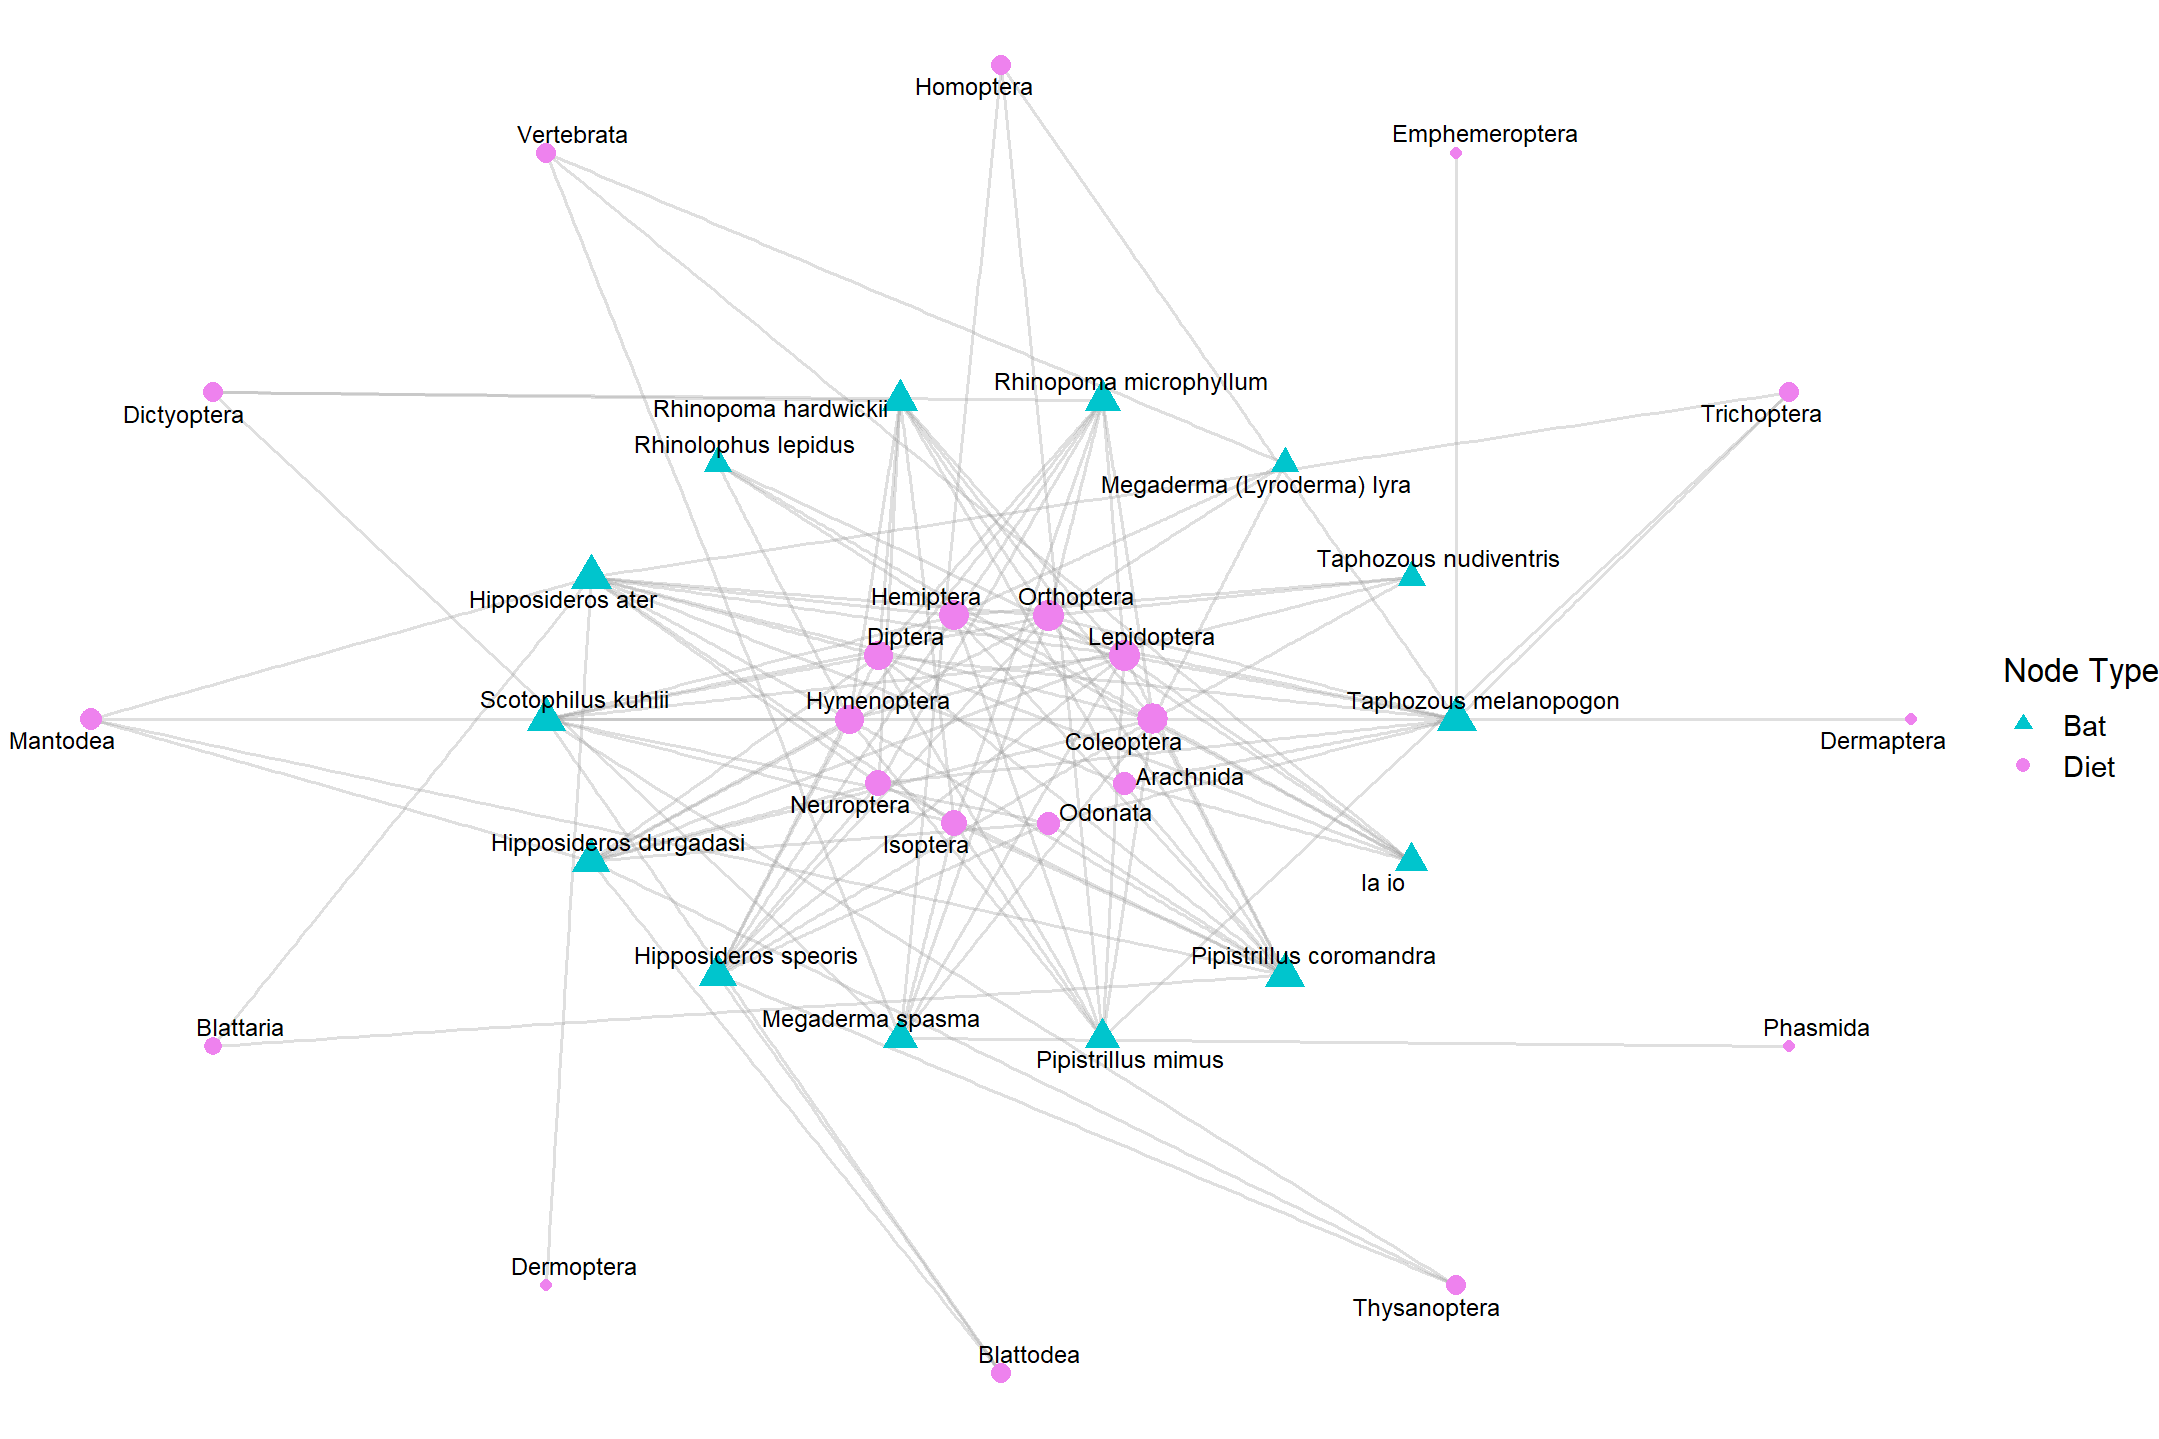 Homoptera
Vertebrata
Emphemeroptera
Rhinopoma microphyllum
Rhinopoma hardwickii
Dictyoptera
Trichoptera
Rhinolophus lepidus
Megaderma (Lyroderma) lyra
Taphozous nudiventris
Hipposideros ater
Hemiptera
Orthoptera
Diptera
Lepidoptera
Node Type
Scotophilus kuhlii
Hymenoptera
Taphozous melanopogon
Bat
Mantodea
Coleoptera
Dermaptera
Diet
Arachnida
Neuroptera
Odonata
Hipposideros durgadasi
Isoptera
Ia io
Hipposideros speoris
Pipistrillus coromandra
Megaderma spasma
Blattaria
Phasmida
Pipistrillus mimus
Dermoptera
Thysanoptera
Blattodea